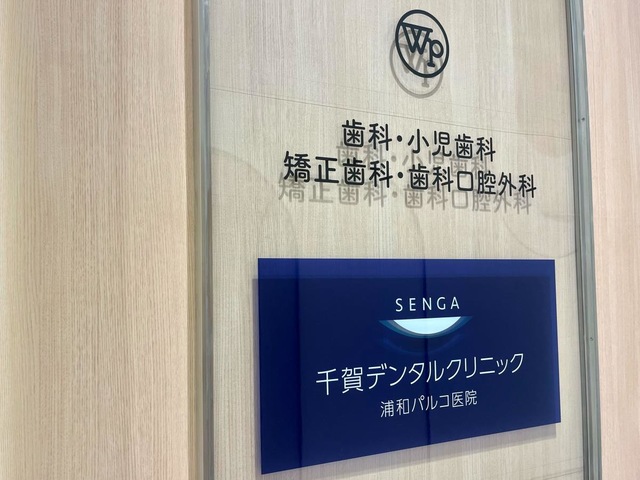 Wp
歯科・小児歯科
矯正歯科・歯科口腔外科
SENGA
千賀デンタルクリニック
浦和パルコ医院